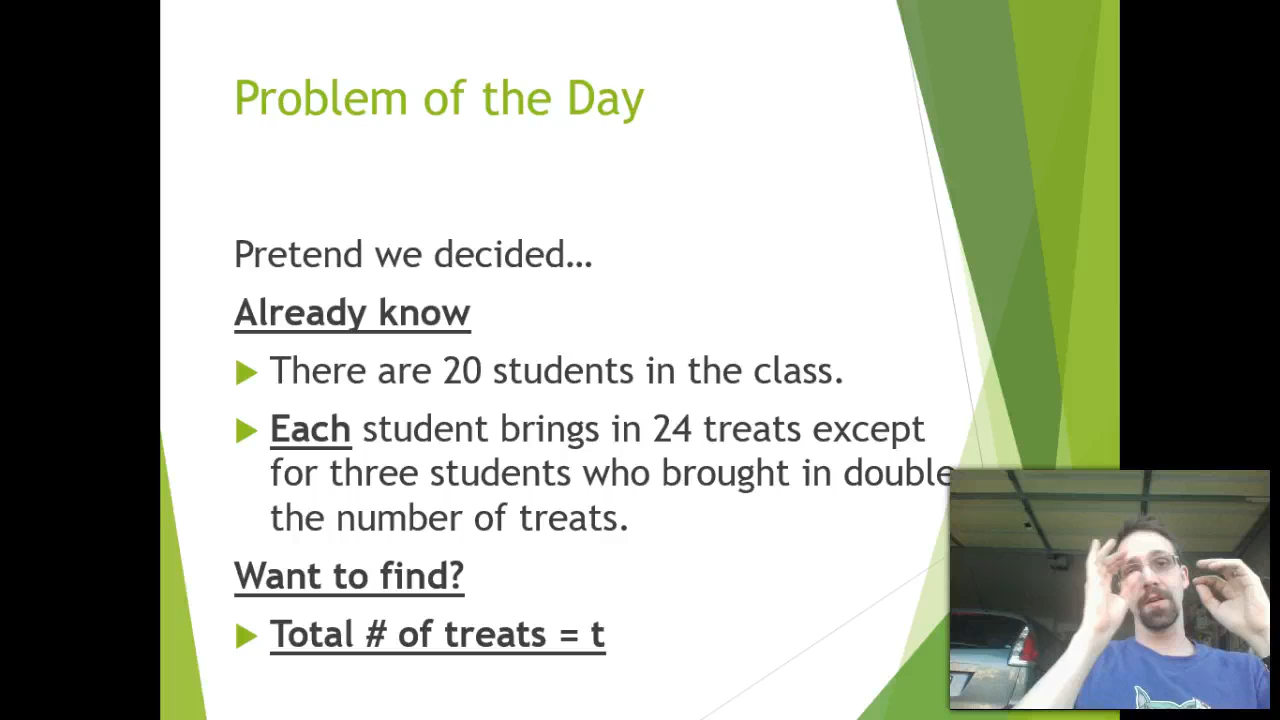 Problem of the Day
Pretend we decided…
Already know
There are 20 students in the class.
Each student brings in 24 treats except
for three students who brought in double
the number of treats.
Want to find?
Total # of treats = t